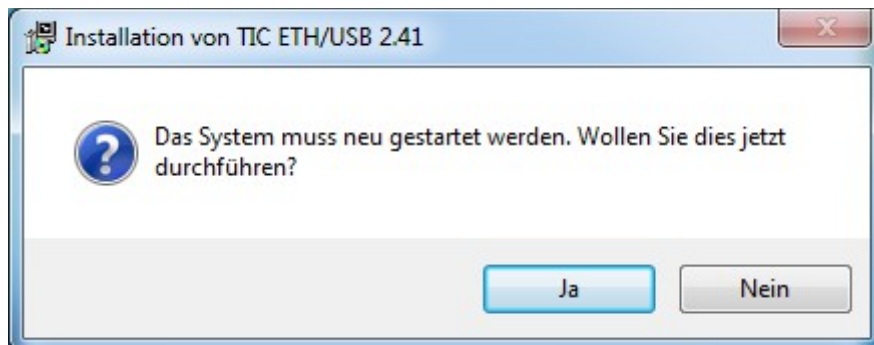 Installation von TIC ETH/USB 2.41
Das System muss neu gestartet werden. Wollen Sie dies jetzt
durchführen?
Ja
Nein